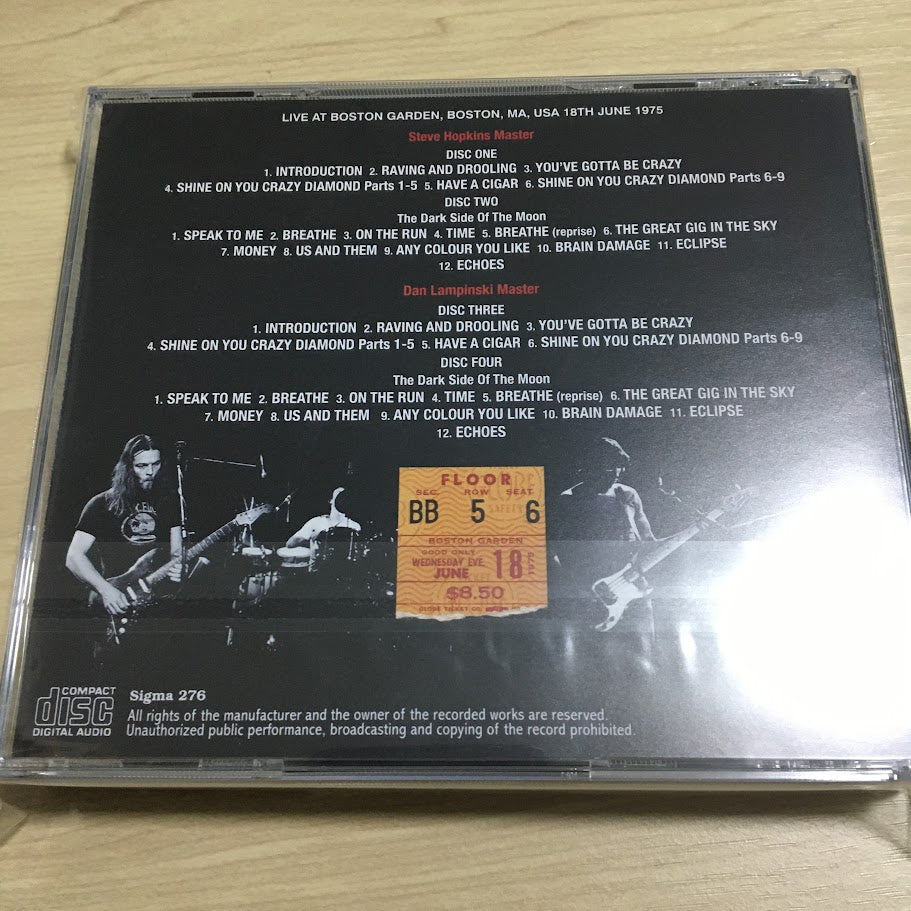 LIVE AT BOSTON GARDEN, BOSTON, MA, USA 18TH JUNE 1975
Steve Hopkins Master
DISC ONE
1. INTRODUCTION 2. RAVING AND DROOLING 3. YOU'VE GOTTA BE CRAZY
4. SHINE ON YOU CRAZY DIAMOND Parts 1-5 5. HAVE A CIGAR 6. SHINE ON YOU CRAZY DIAMOND Parts 6-9
DISC TWO
The Dark Side Of The Moon
1. SPEAK TO ME 2. BREATHE 3. ON THE RUN 4. TIME 5. BREATHE (reprise) 6. THE GREAT GIG IN THE SKY
7. MONEY 8. US AND THEM 9. ANY COLOUR YOU LIKE 10. BRAIN DAMAGE 11. ECLIPSE
12. ECHOES
Dan Lampinski Master
DISC THREE
1. INTRODUCTION 2. RAVING AND DROOLING 3. YOU'VE GOTTA BE CRAZY
4. SHINE ON YOU CRAZY DIAMOND Parts 1-5 5. HAVE A CIGAR 6. SHINE ON YOU CRAZY DIAMOND Parts 6-9
DISC FOUR
The Dark Side Of The Moon
1. SPEAK TO ME 2. BREATHE 3. ON THE RUN 4. TIME 5. BREATHE (reprise) 6. THE GREAT GIG IN THE SKY
7. MONEY 8. US AND THEM 9. ANY COLOUR YOU LIKE 10. BRAIN DAMAGE 11. ECLIPSE
12. ECHOES
FLOOR
SEC. ROW SEAT
BB 5 SAFETY 6
BOSTON GARDEN
GOOD ONLY
WEDNESDAY EVE.
JUNE 18
$8.50
GLOBE TICKET CO.
COMPACT
disc
DIGITAL AUDIO
Sigma 276
All rights of the manufacturer and the owner of the recorded works are reserved.
Unauthorized public performance, broadcasting and copying of the record prohibited.